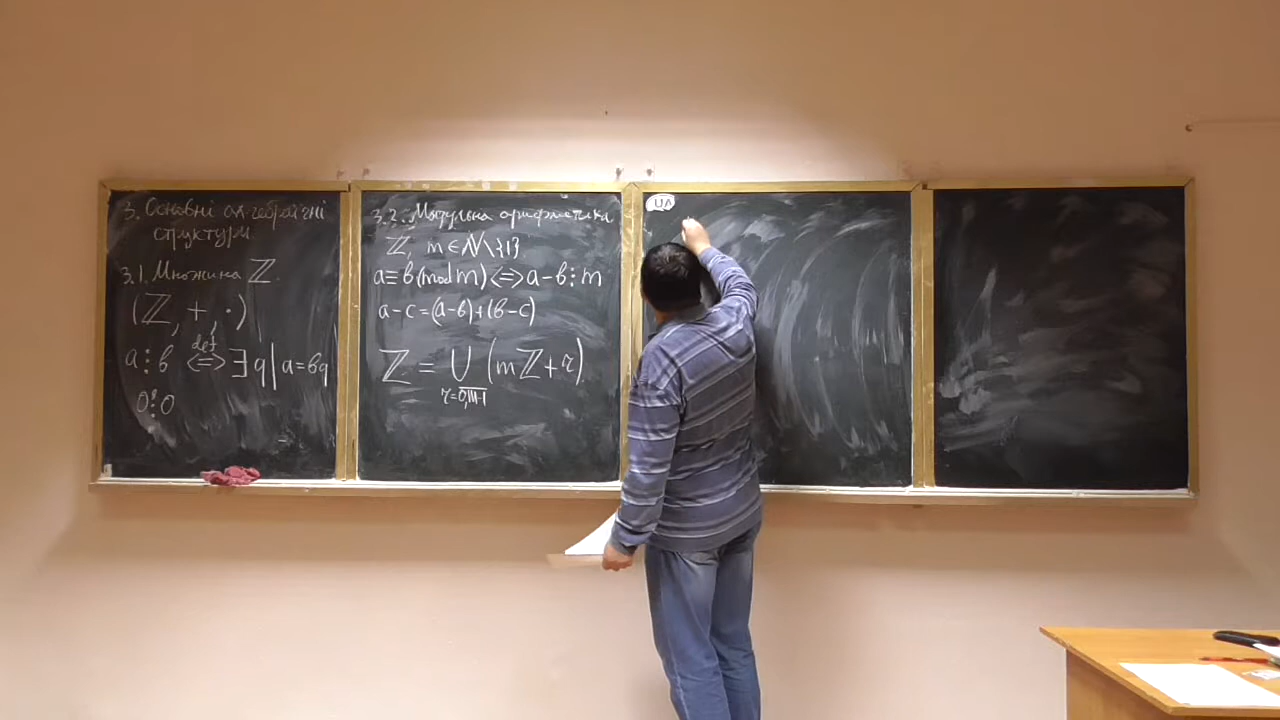 3. Основні алгебраїчні
структури.
3.1. Множина ℤ.
(ℤ, +, ·)
a ⋮ b <=> def ∃ q | a = bq
0 ⋮ 0
3.2. Модульна арифметика
ℤ, m ∈ ℕ\{1}
a ≡ b (mod m) <=> a - b ⋮ m
a - c = (a - b) + (b - c)
ℤ = ∪ (mℤ + r)
r = 0, m-1
UA